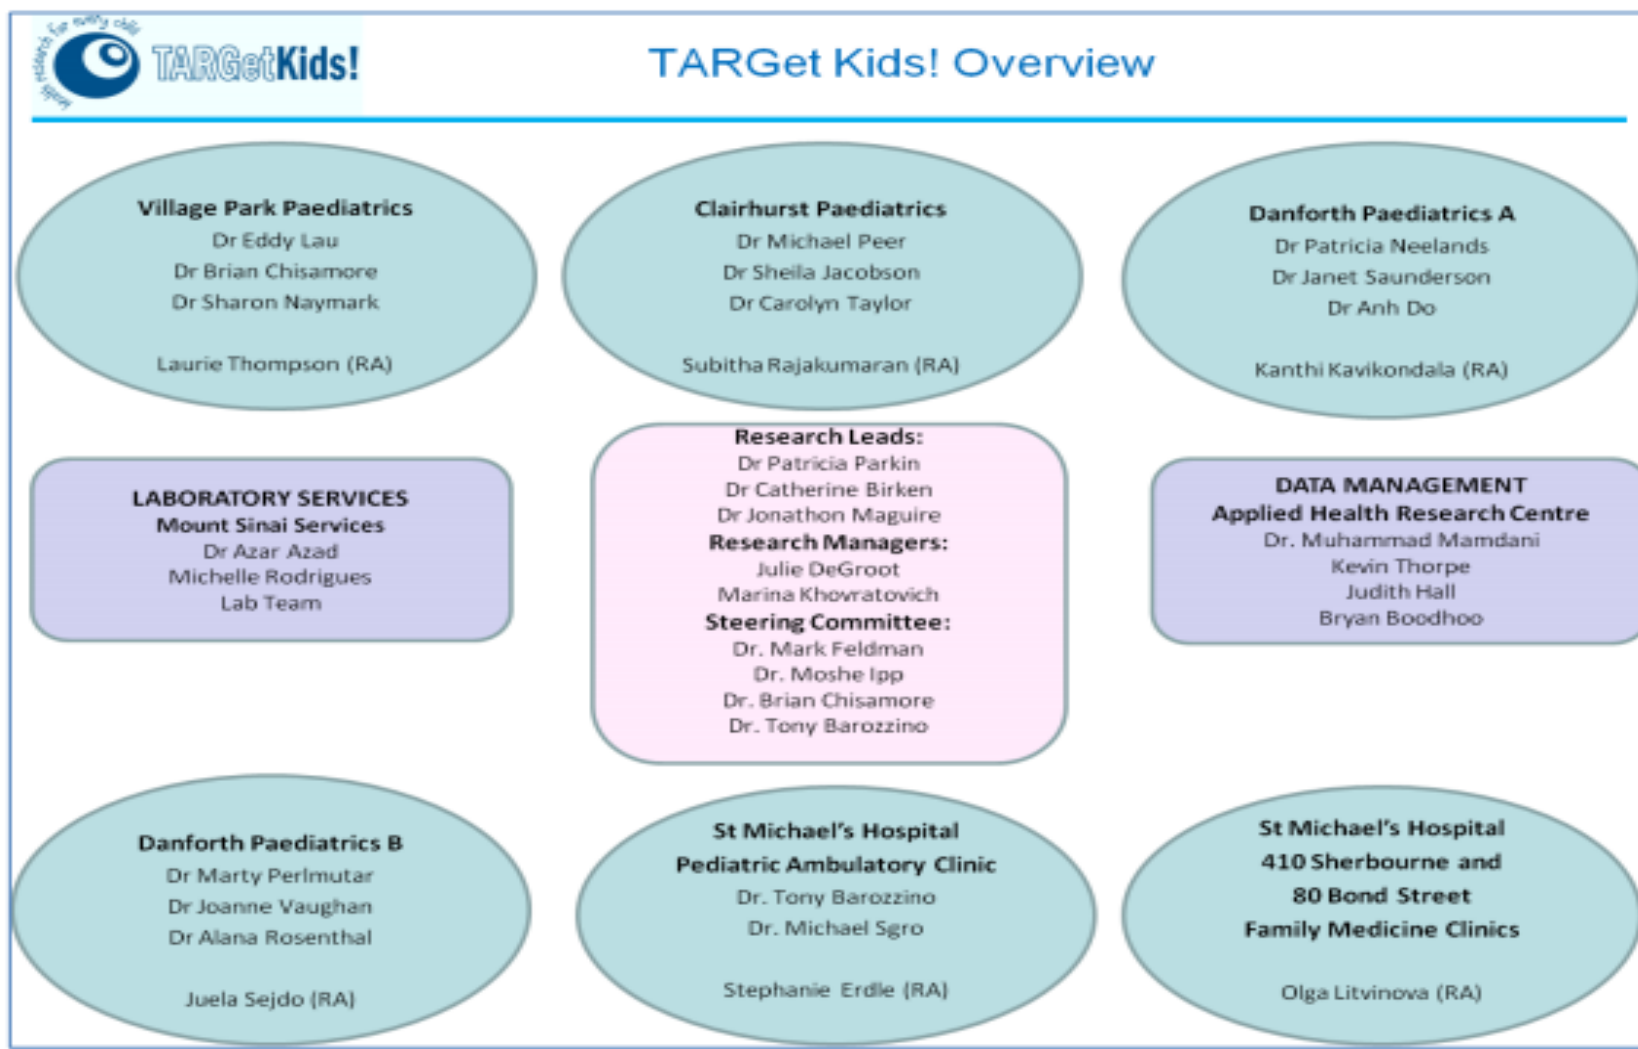 health research for every child
TARGetKids!
TARGet Kids! Overview
Village Park Paediatrics
Dr Eddy Lau
Dr Brian Chisamore
Dr Sharon Naymark
Laurie Thompson (RA)
Clairhurst Paediatrics
Dr Michael Peer
Dr Sheila Jacobson
Dr Carolyn Taylor
Subitha Rajakumaran (RA)
Danforth Paediatrics A
Dr Patricia Neelands
Dr Janet Saunderson
Dr Anh Do
Kanthi Kavikondala (RA)
LABORATORY SERVICES
Mount Sinai Services
Dr Azar Azad
Michelle Rodrigues
Lab Team
Research Leads:
Dr Patricia Parkin
Dr Catherine Birken
Dr Jonathon Maguire
Research Managers:
Julie DeGroot
Marina Khovratovich
Steering Committee:
Dr. Mark Feldman
Dr. Moshe Ipp
Dr. Brian Chisamore
Dr. Tony Barozzino
DATA MANAGEMENT
Applied Health Research Centre
Dr. Muhammad Mamdani
Kevin Thorpe
Judith Hall
Bryan Boodhoo
Danforth Paediatrics B
Dr Marty Perlmutar
Dr Joanne Vaughan
Dr Alana Rosenthal
Juela Sejdo (RA)
St Michael's Hospital
Pediatric Ambulatory Clinic
Dr. Tony Barozzino
Dr. Michael Sgro
Stephanie Erdle (RA)
St Michael's Hospital
410 Sherbourne and
80 Bond Street
Family Medicine Clinics
Olga Litvinova (RA)